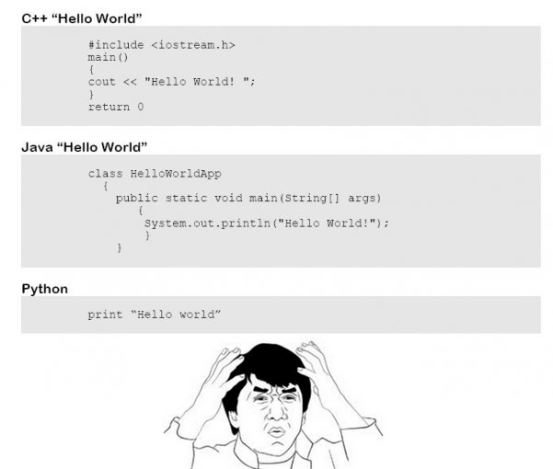 C++ “Hello World”
#include <iostream.h>
main()
{
cout << "Hello World! ";
}
return 0
Java “Hello World”
class HelloWorldApp
{
public static void main(String[] args)
{
System.out.println("Hello World!");
}
}
Python
print “Hello world”